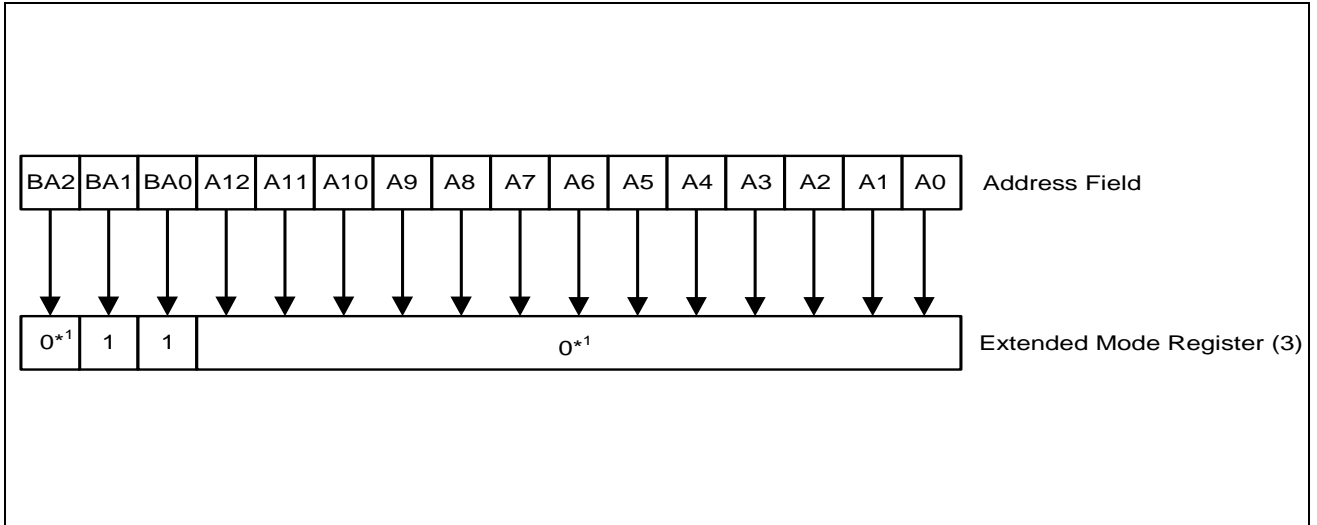 BA2 BA1 BA0 A12 A11 A10 A9 A8 A7 A6 A5 A4 A3 A2 A1 A0 Address Field
0*1 1 1 0*1 Extended Mode Register (3)